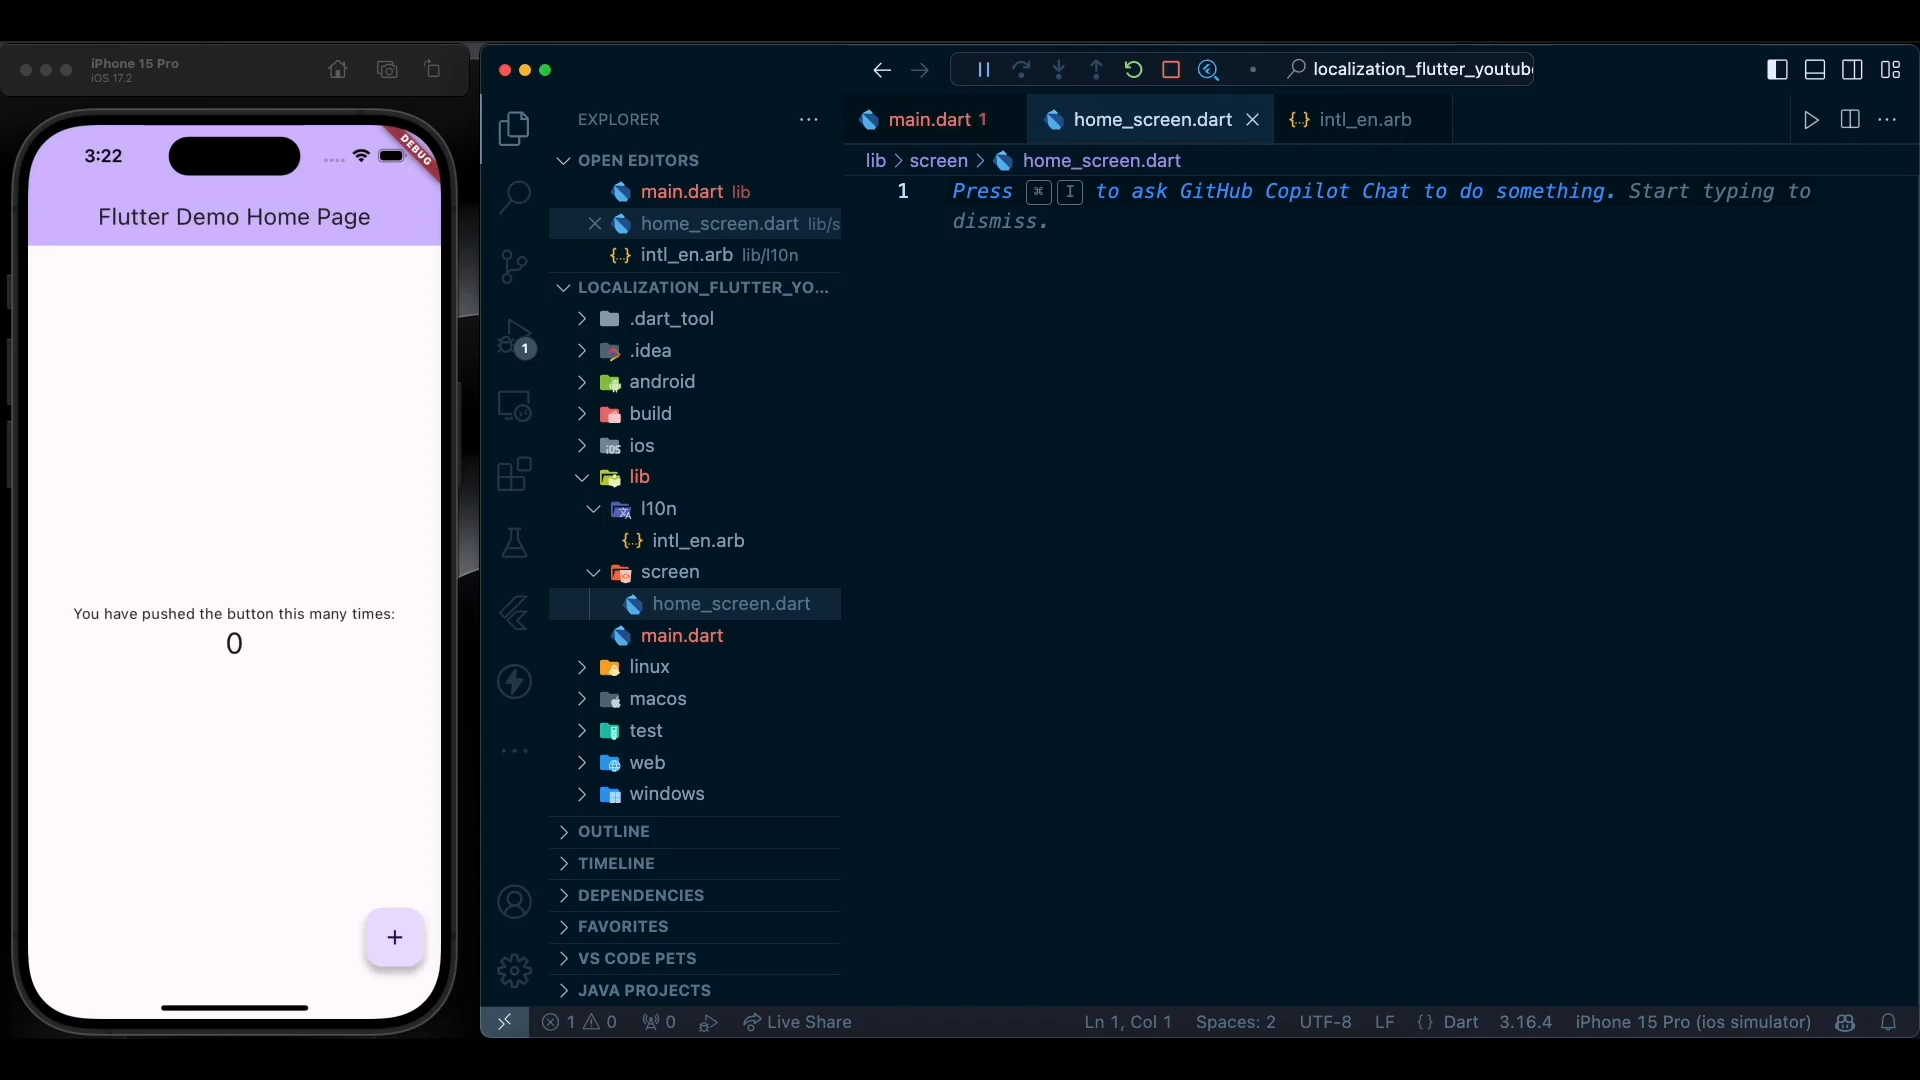 iPhone 15 Pro
iOS 17.2
3:22
DEBUG
Flutter Demo Home Page
You have pushed the button this many times:
0
+
localization_flutter_youtub
EXPLORER
OPEN EDITORS
main.dart lib
home_screen.dart lib/s
intl_en.arb lib/l10n
LOCALIZATION_FLUTTER_YO...
.dart_tool
.idea
android
build
ios
lib
l10n
intl_en.arb
screen
home_screen.dart
main.dart
linux
macos
test
web
windows
OUTLINE
TIMELINE
DEPENDENCIES
FAVORITES
VS CODE PETS
JAVA PROJECTS
1
main.dart 1
home_screen.dart
intl_en.arb
lib > screen > home_screen.dart
1 Press ⌘ I to ask GitHub Copilot Chat to do something. Start typing to
dismiss.
1 0 0 Live Share Ln 1, Col 1 Spaces: 2 UTF-8 LF {} Dart 3.16.4 iPhone 15 Pro (ios simulator)